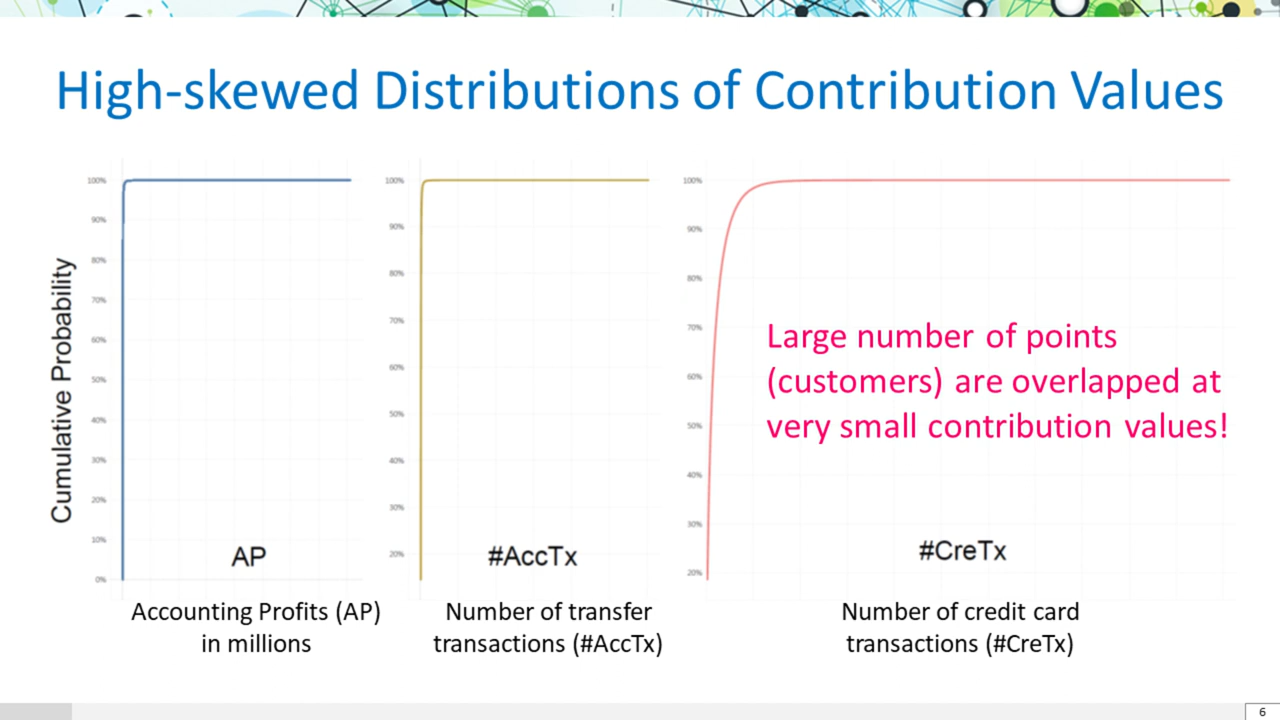 High-skewed Distributions of Contribution Values
Cumulative Probability
100%
90%
80%
70%
60%
50%
40%
30%
20%
10%
0%
AP
Accounting Profits (AP)
in millions
100%
90%
80%
70%
60%
50%
40%
30%
20%
#AccTx
Number of transfer
transactions (#AccTx)
100%
90%
80%
70%
60%
50%
40%
30%
20%
Large number of points
(customers) are overlapped at
very small contribution values!
#CreTx
Number of credit card
transactions (#CreTx)
6